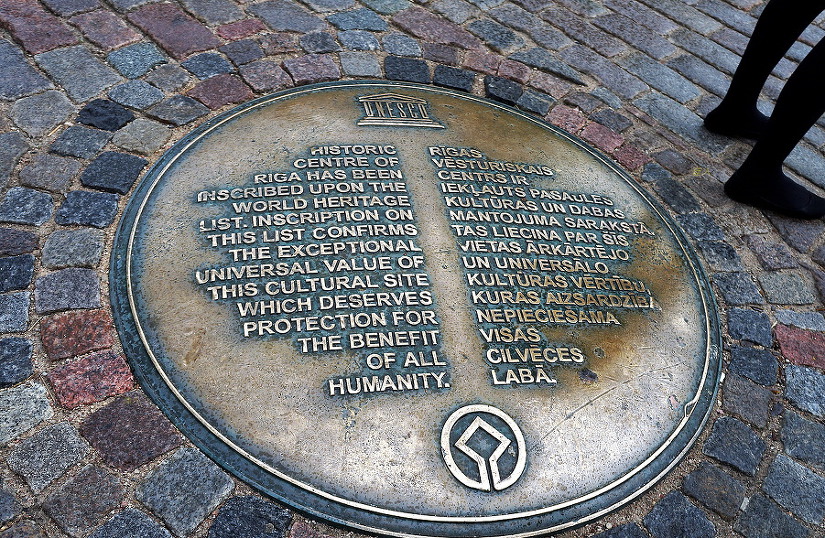 UNESCO
HISTORIC
CENTRE OF
RIGA HAS BEEN
INSCRIBED UPON THE
WORLD HERITAGE
LIST. INSCRIPTION ON
THIS LIST CONFIRMS
THE EXCEPTIONAL
UNIVERSAL VALUE OF
THIS CULTURAL SITE
WHICH DESERVES
PROTECTION FOR
THE BENEFIT
OF ALL
HUMANITY.
RĪGAS
VĒSTURISKAIS
CENTRS IR
IEKĻAUTS PASAULES
KULTŪRAS UN DABAS
MANTOJUMA SARAKSTĀ.
TAS LIECINA PAR ŠĪS
VIETAS ĀRKĀRTĒJO
UN UNIVERSĀLO
KULTŪRAS VĒRTĪBU,
KURAS AIZSARDZĪBA
NEPIECIEŠAMA
VISAS
CILVĒCES
LABĀ.